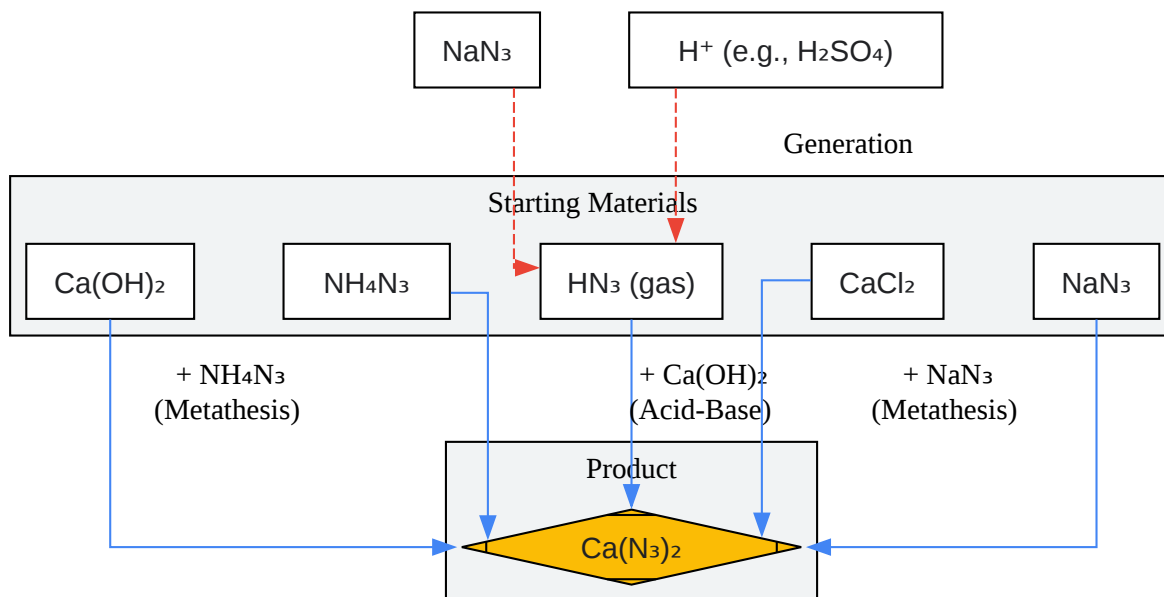 NaN₃
H⁺ (e.g., H₂SO₄)
Generation
Starting Materials
Ca(OH)₂
NH₄N₃
HN₃ (gas)
CaCl₂
NaN₃
+ NH₄N₃
(Metathesis)
+ Ca(OH)₂
(Acid-Base)
+ NaN₃
(Metathesis)
Product
Ca(N₃)₂